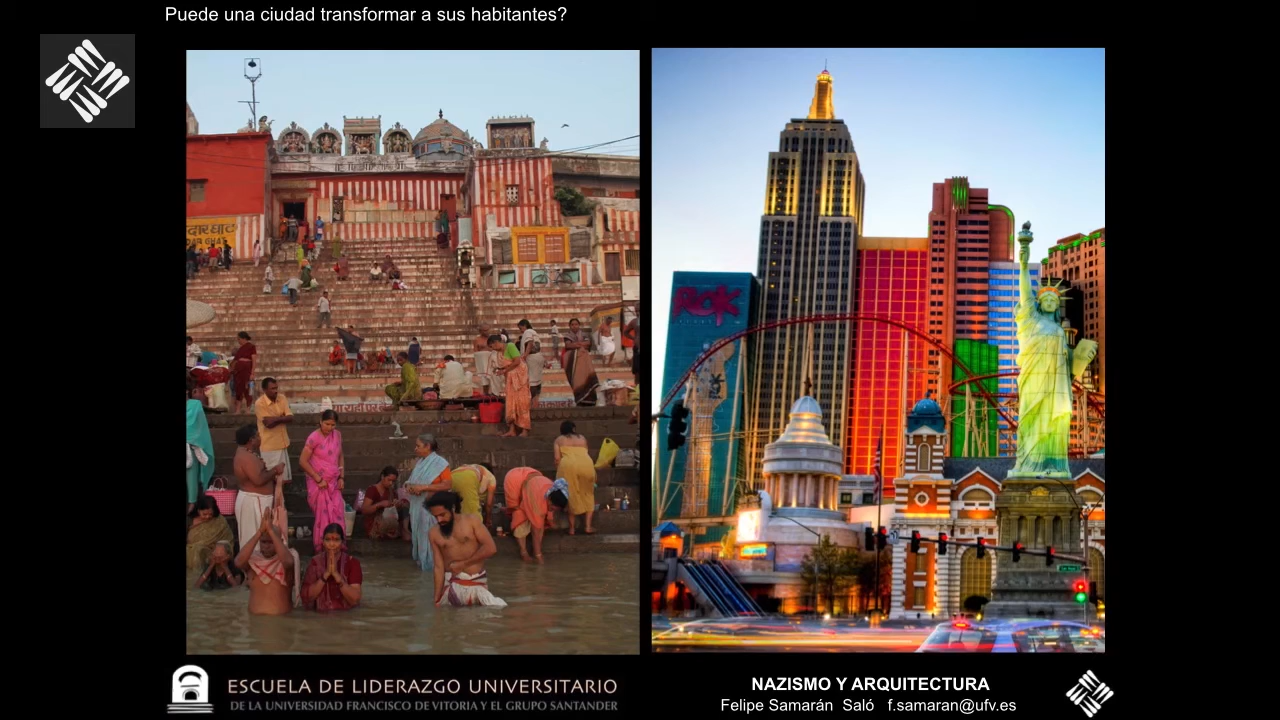 Puede una ciudad transformar a sus habitantes?
ESCUELA DE LIDERAZGO UNIVERSITARIO
DE LA UNIVERSIDAD FRANCISCO DE VITORIA Y EL GRUPO SANTANDER
NAZISMO Y ARQUITECTURA
Felipe Samarán Saló f.samaran@ufv.es